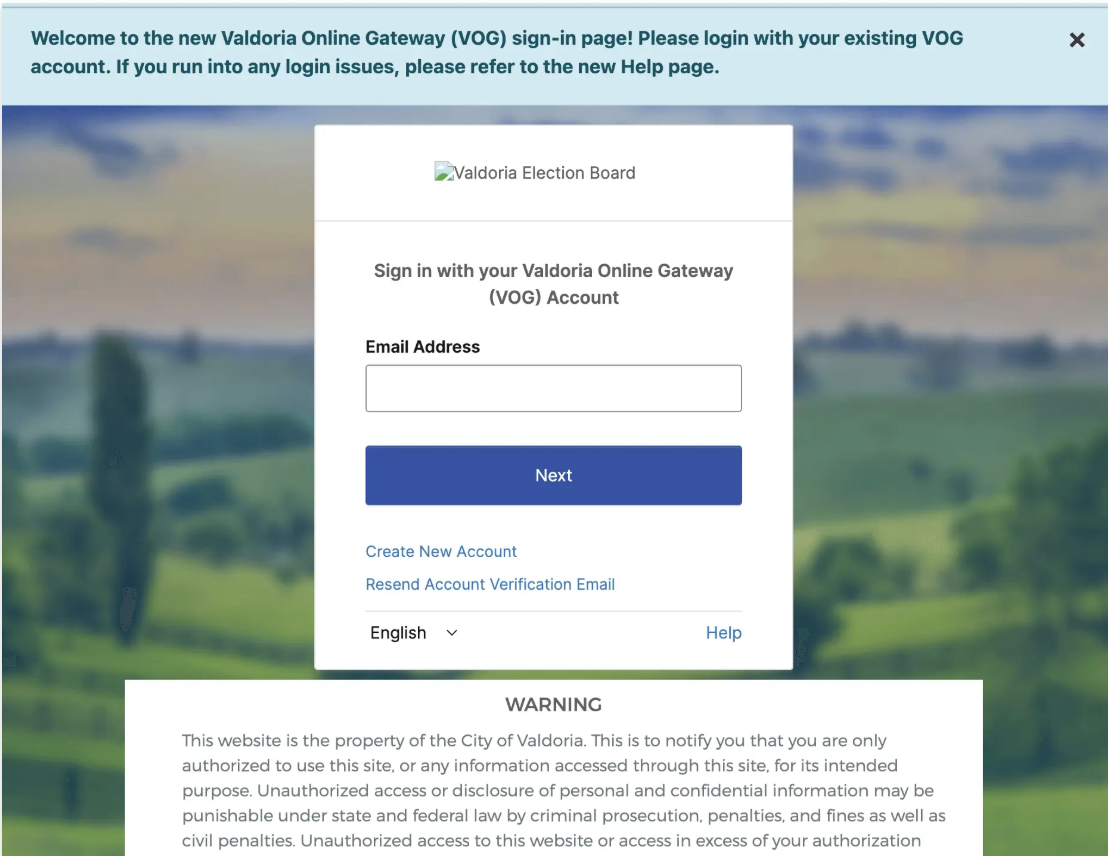 Welcome to the new Valdoria Online Gateway (VOG) sign-in page! Please login with your existing VOG
account. If you run into any login issues, please refer to the new Help page.
×
Valdoria Election Board
Sign in with your Valdoria Online Gateway
(VOG) Account
Email Address
Next
Create New Account
Resend Account Verification Email
English
Help
WARNING
This website is the property of the City of Valdoria. This is to notify you that you are only
authorized to use this site, or any information accessed through this site, for its intended
purpose. Unauthorized access or disclosure of personal and confidential information may be
punishable under state and federal law by criminal prosecution, penalties, and fines as well as
civil penalties. Unauthorized access to this website or access in excess of your authorization